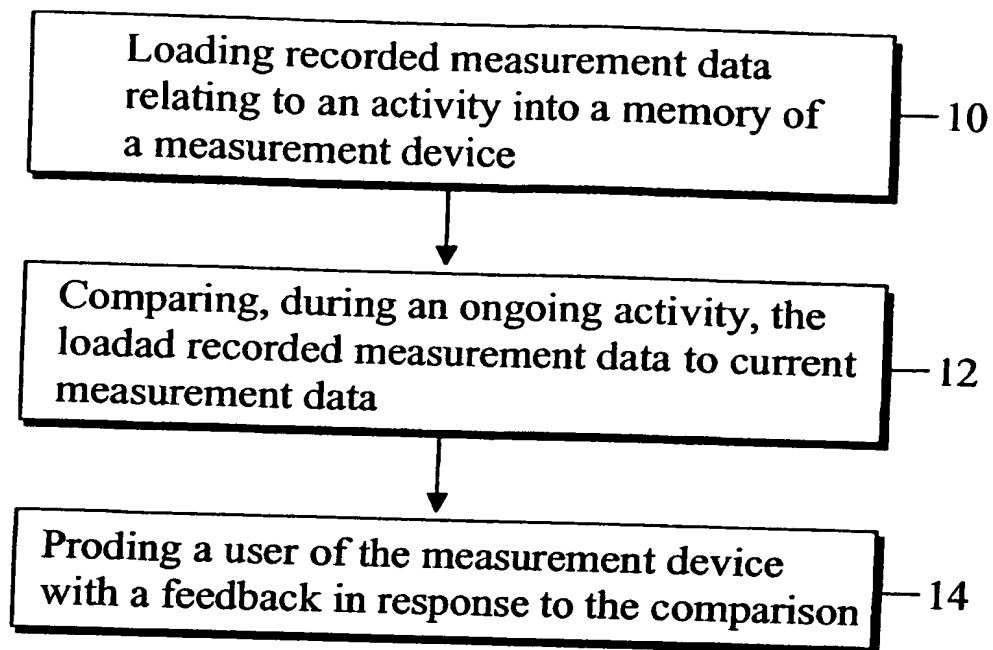 Loading recorded measurement data
relating to an activity into a memory of
a measurement device
10
Comparing, during an ongoing activity, the
loadad recorded measurement data to current
measurement data
12
Proding a user of the measurement device
with a feedback in response to the comparison
14